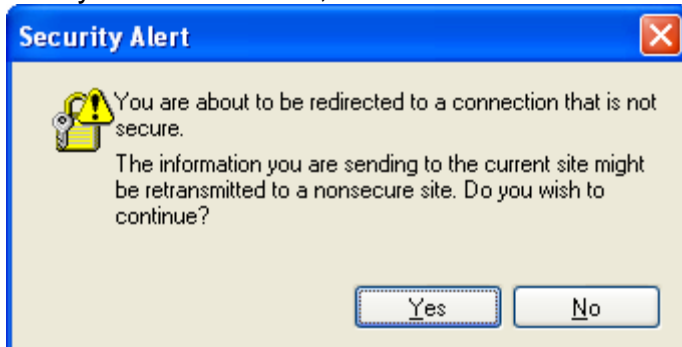 Security Alert
You are about to be redirected to a connection that is not
secure.
The information you are sending to the current site might
be retransmitted to a nonsecure site. Do you wish to
continue?
Yes
No